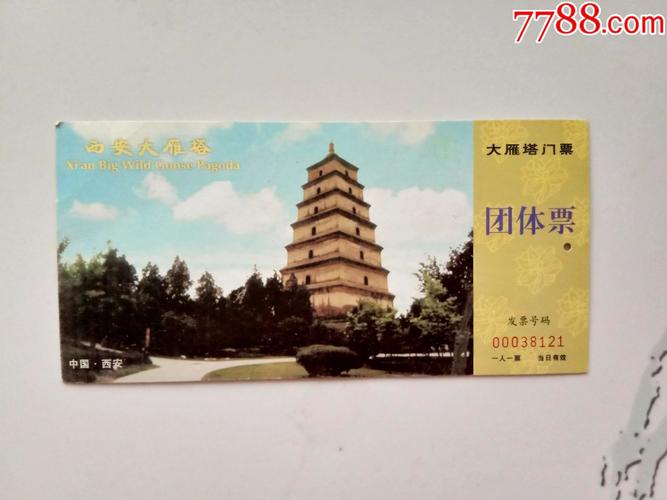 7788.com
西安大雁塔
Xi'an Big Wild Goose Pagoda
中国·西安
大雁塔门票
团体票
发票号码
00038121
一人一票 当日有效